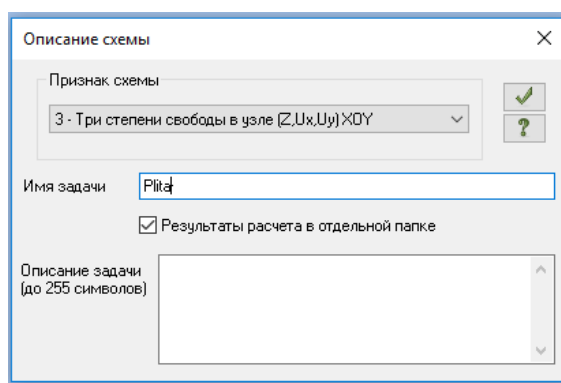 Описание схемы
Признак схемы
3 - Три степени свободы в узле (Z,Ux,Uy) X0Y
Имя задачи
Plita
Результаты расчета в отдельной папке
Описание задачи
(до 255 символов)